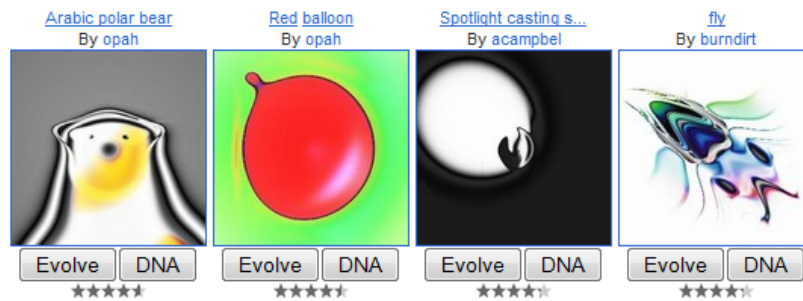 Arabic polar bear
By opah
Evolve DNA
Red balloon
By opah
Evolve DNA
Spotlight casting s...
By acampbel
Evolve DNA
fly
By burndirt
Evolve DNA